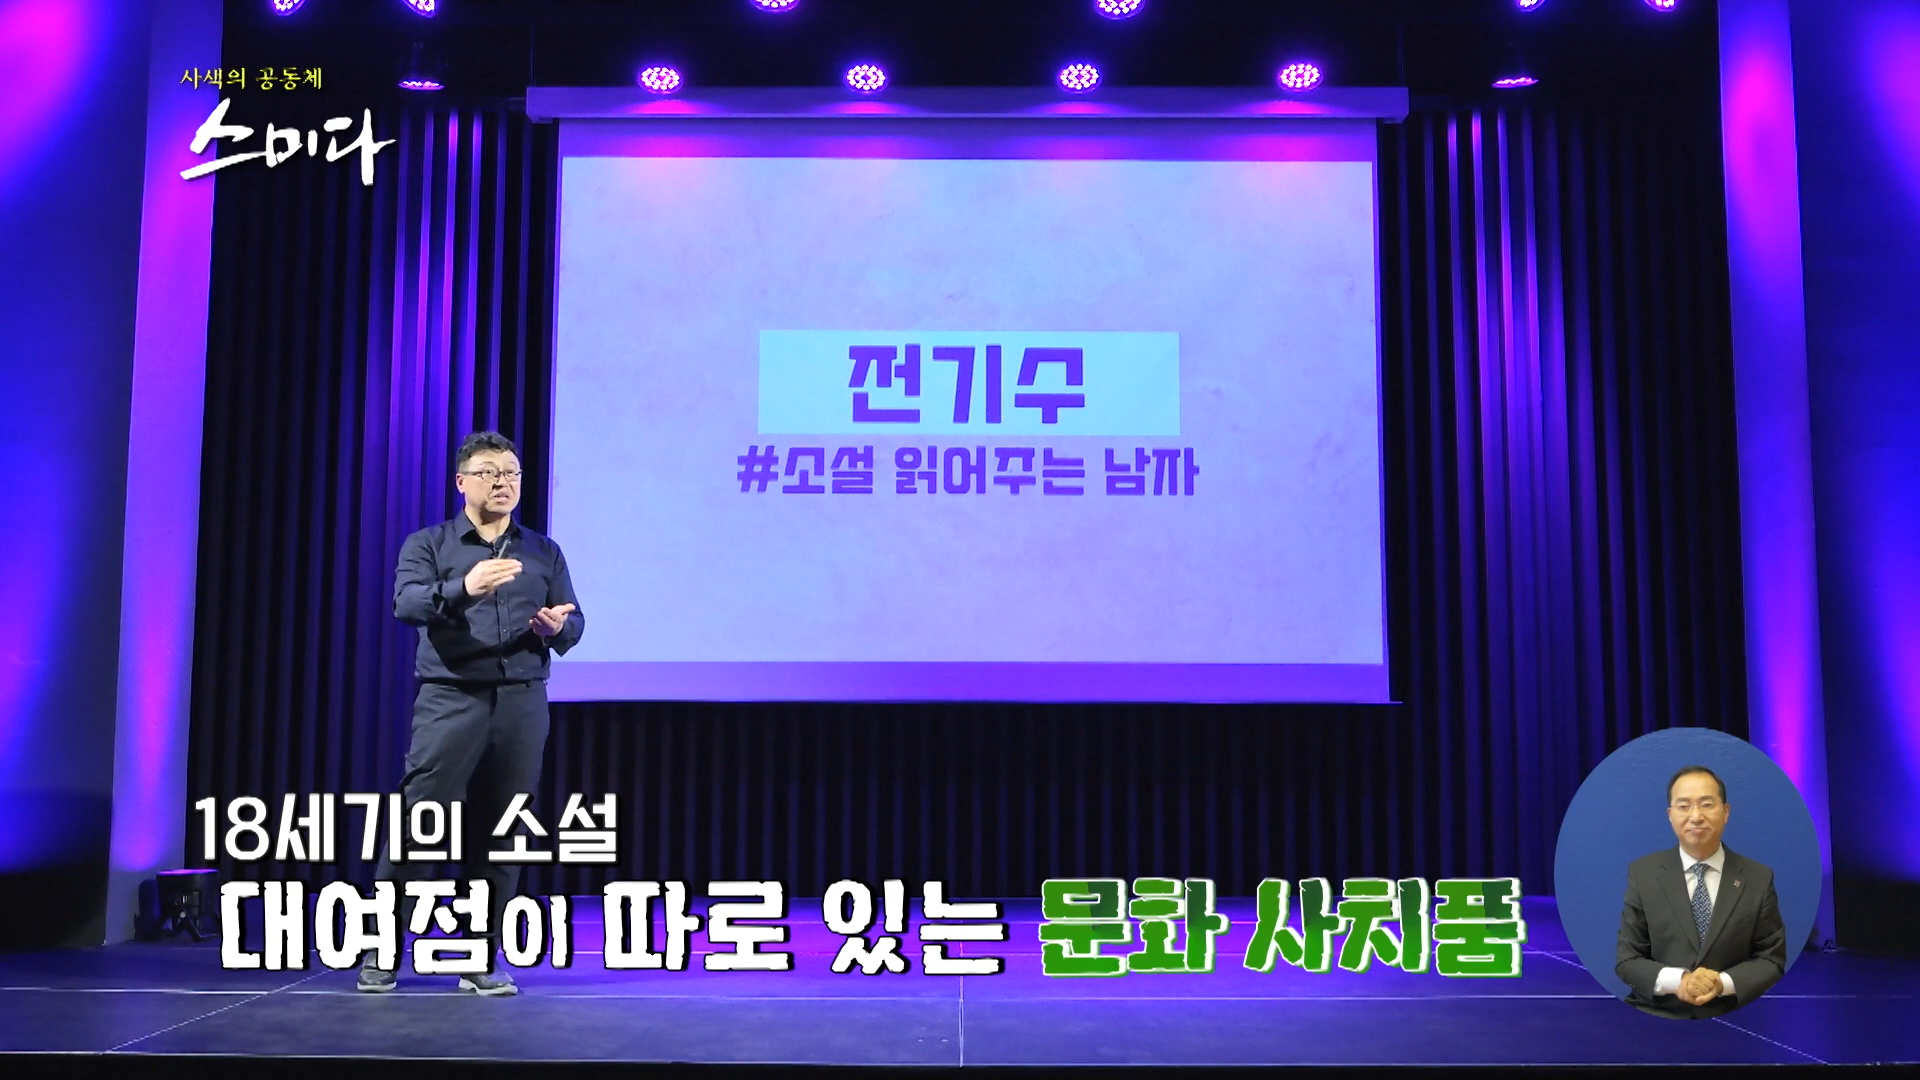 사색의 공동체
스미다
전기수
#소설 읽어주는 남자
18세기의 소설
대여점이 따로 있는 문화 사치품